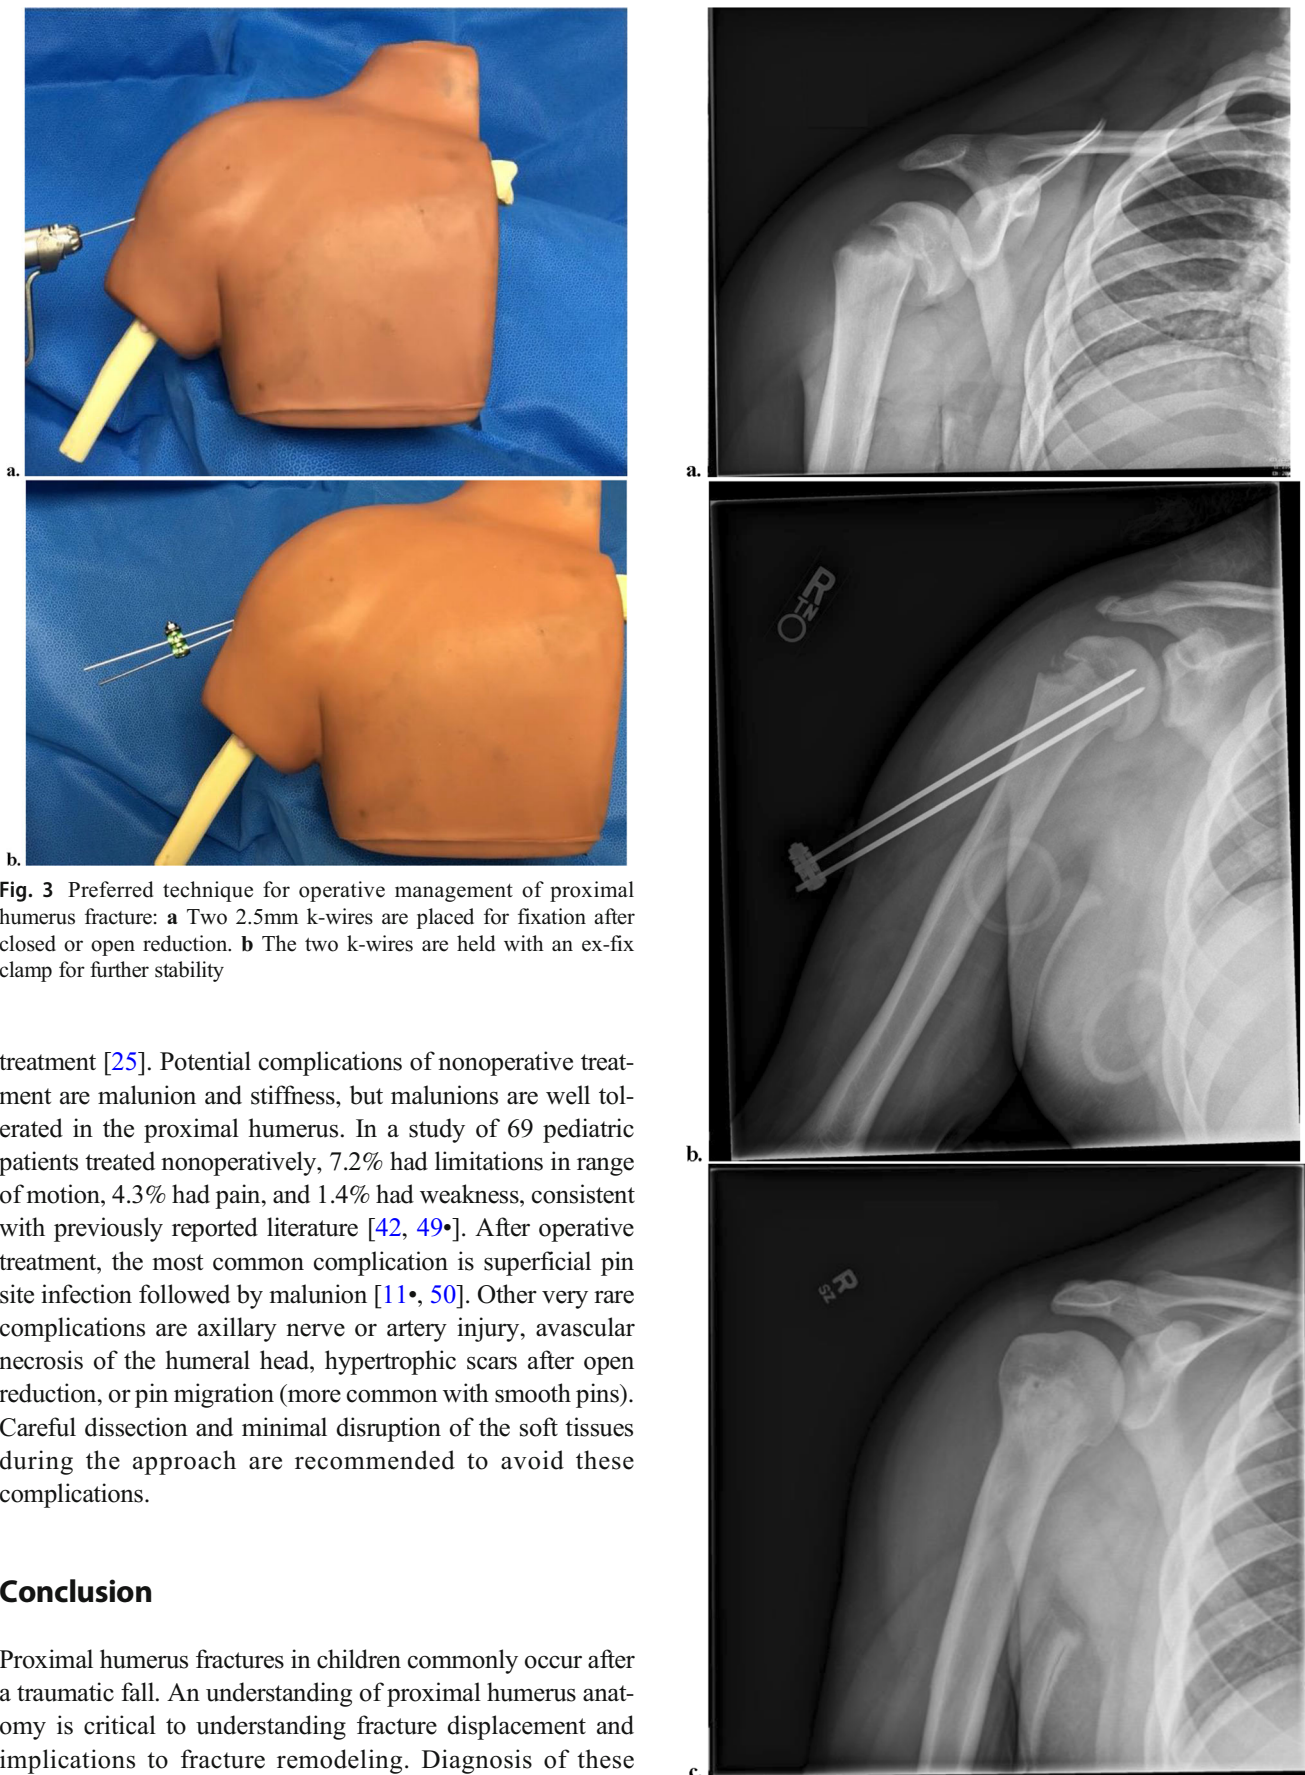 a.
b.
Fig. 3 Preferred technique for operative management of proximal
humerus fracture: a Two 2.5mm k-wires are placed for fixation after
closed or open reduction. b The two k-wires are held with an ex-fix
clamp for further stability
treatment [25]. Potential complications of nonoperative treat-
ment are malunion and stiffness, but malunions are well tol-
erated in the proximal humerus. In a study of 69 pediatric
patients treated nonoperatively, 7.2% had limitations in range
of motion, 4.3% had pain, and 1.4% had weakness, consistent
with previously reported literature [42, 49•]. After operative
treatment, the most common complication is superficial pin
site infection followed by malunion [11•, 50]. Other very rare
complications are axillary nerve or artery injury, avascular
necrosis of the humeral head, hypertrophic scars after open
reduction, or pin migration (more common with smooth pins).
Careful dissection and minimal disruption of the soft tissues
during the approach are recommended to avoid these
complications.
Conclusion
Proximal humerus fractures in children commonly occur after
a traumatic fall. An understanding of proximal humerus anat-
omy is critical to understanding fracture displacement and
implications to fracture remodeling. Diagnosis of these
a.
R
TN
b.
R
SZ
c.